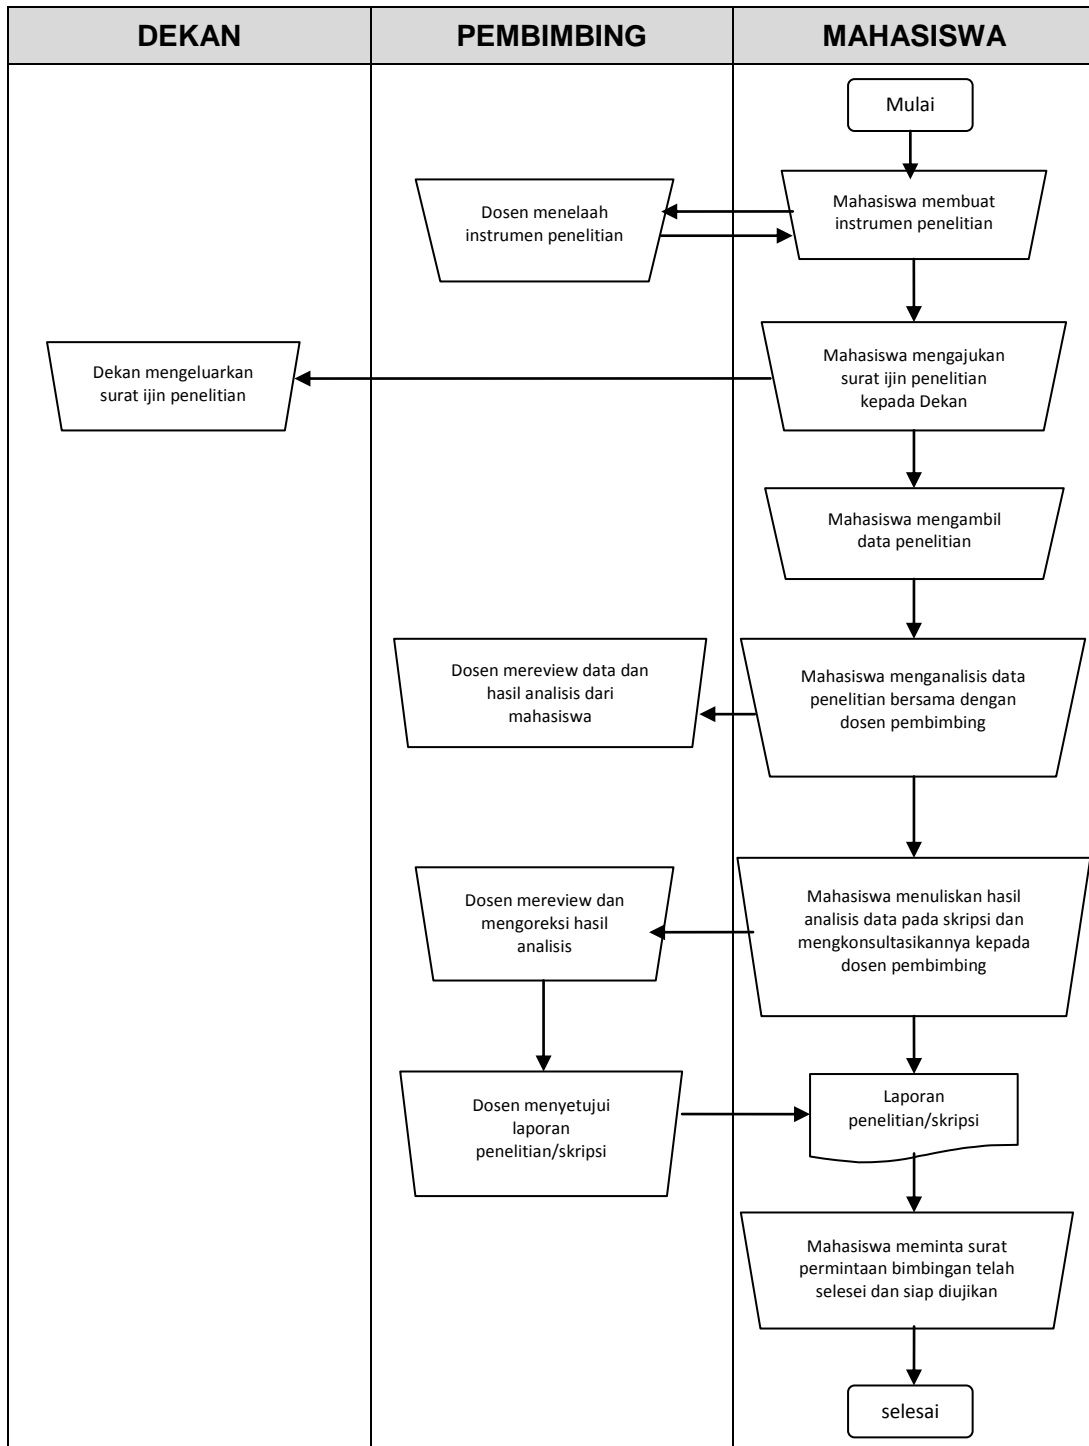 DEKAN
PEMBIMBING
MAHASISWA
Mulai
Dosen menelaah
instrumen penelitian
Mahasiswa membuat
instrumen penelitian
Dekan mengeluarkan
surat ijin penelitian
Mahasiswa mengajukan
surat ijin penelitian
kepada Dekan
Mahasiswa mengambil
data penelitian
Dosen mereview data dan
hasil analisis dari
mahasiswa
Mahasiswa menganalisis data
penelitian bersama dengan
dosen pembimbing
Dosen mereview dan
mengoreksi hasil
analisis
Mahasiswa menuliskan hasil
analisis data pada skripsi dan
mengkonsultasikannya kepada
dosen pembimbing
Dosen menyetujui
laporan
penelitian/skripsi
Laporan
penelitian/skripsi
Mahasiswa meminta surat
permintaan bimbingan telah
selesei dan siap diujikan
selesai